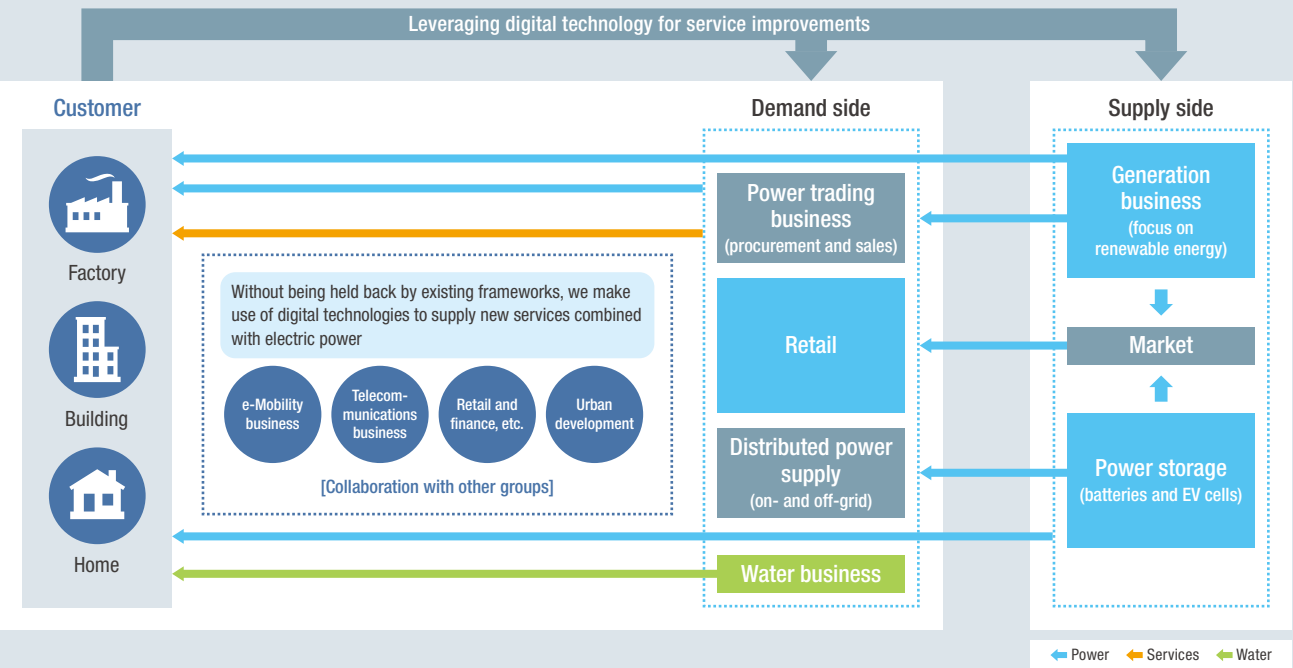 Leveraging digital technology for service improvements
Customer
Demand side
Supply side
Factory
Building
Home
Without being held back by existing frameworks, we make
use of digital technologies to supply new services combined
with electric power
e-Mobility
business
Telecom-
munications
business
Retail and
finance, etc.
Urban
development
[Collaboration with other groups]
Power trading
business
(procurement and sales)
Retail
Distributed power
supply
(on- and off-grid)
Water business
Generation
business
(focus on
renewable energy)
Market
Power storage
(batteries and EV cells)
Power
Services
Water